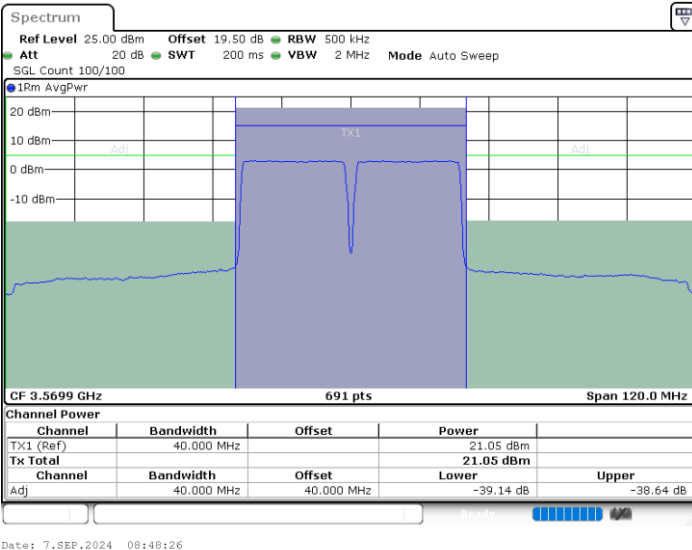 Spectrum
Ref Level 25.00 dBm Offset 19.50 dB RBW 500 kHz
Att 20 dB SWT 200 ms VBW 2 MHz Mode Auto Sweep
SGL Count 100/100
1Rm AvgPwr
20 dBm
TX1
10 dBm
Adj Adj
0 dBm
-10 dBm
CF 3.5699 GHz 691 pts Span 120.0 MHz
Channel Power
Channel Bandwidth Offset Power
TX1 (Ref) 40.000 MHz 21.05 dBm
Tx Total 21.05 dBm
Channel Bandwidth Offset Lower Upper
Adj 40.000 MHz 40.000 MHz -39.14 dB -38.64 dB
Ready
Date: 7.SEP.2024 08:48:26